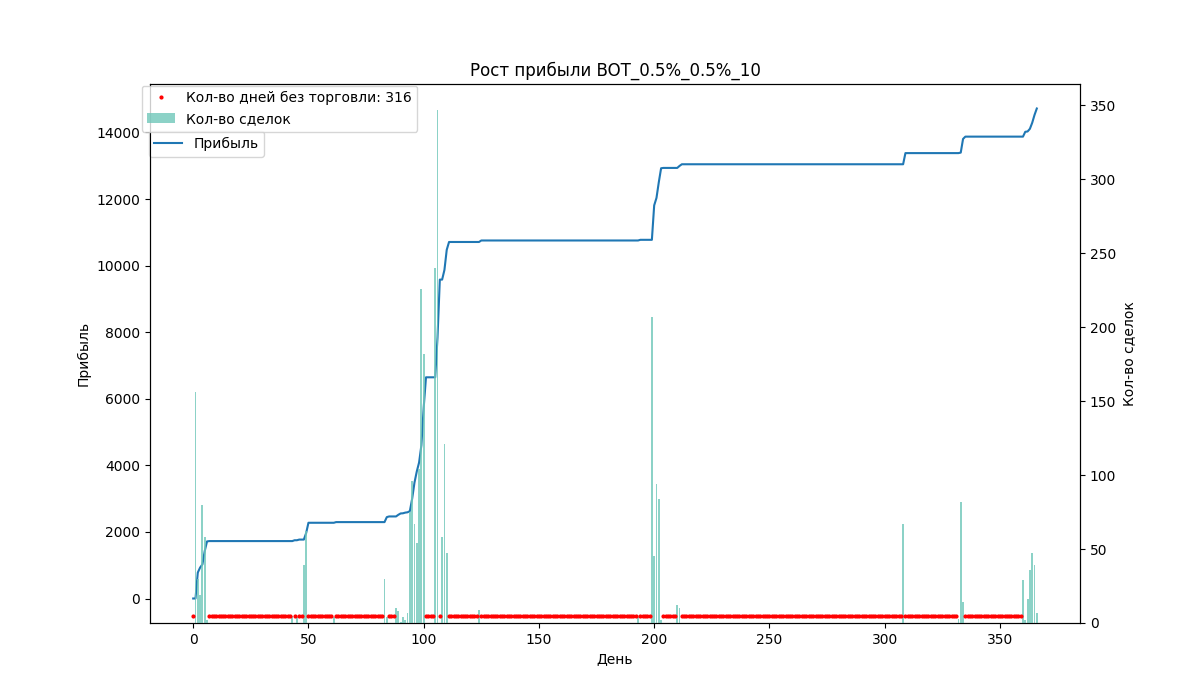 Рост прибыли BOT_0.5%_0.5%_10
Кол-во дней без торговли: 316
Кол-во сделок
Прибыль
14000
12000
10000
8000
6000
4000
2000
0
Прибыль
350
300
250
200
150
100
50
0
Кол-во сделок
0 50 100 150 200 250 300 350
День